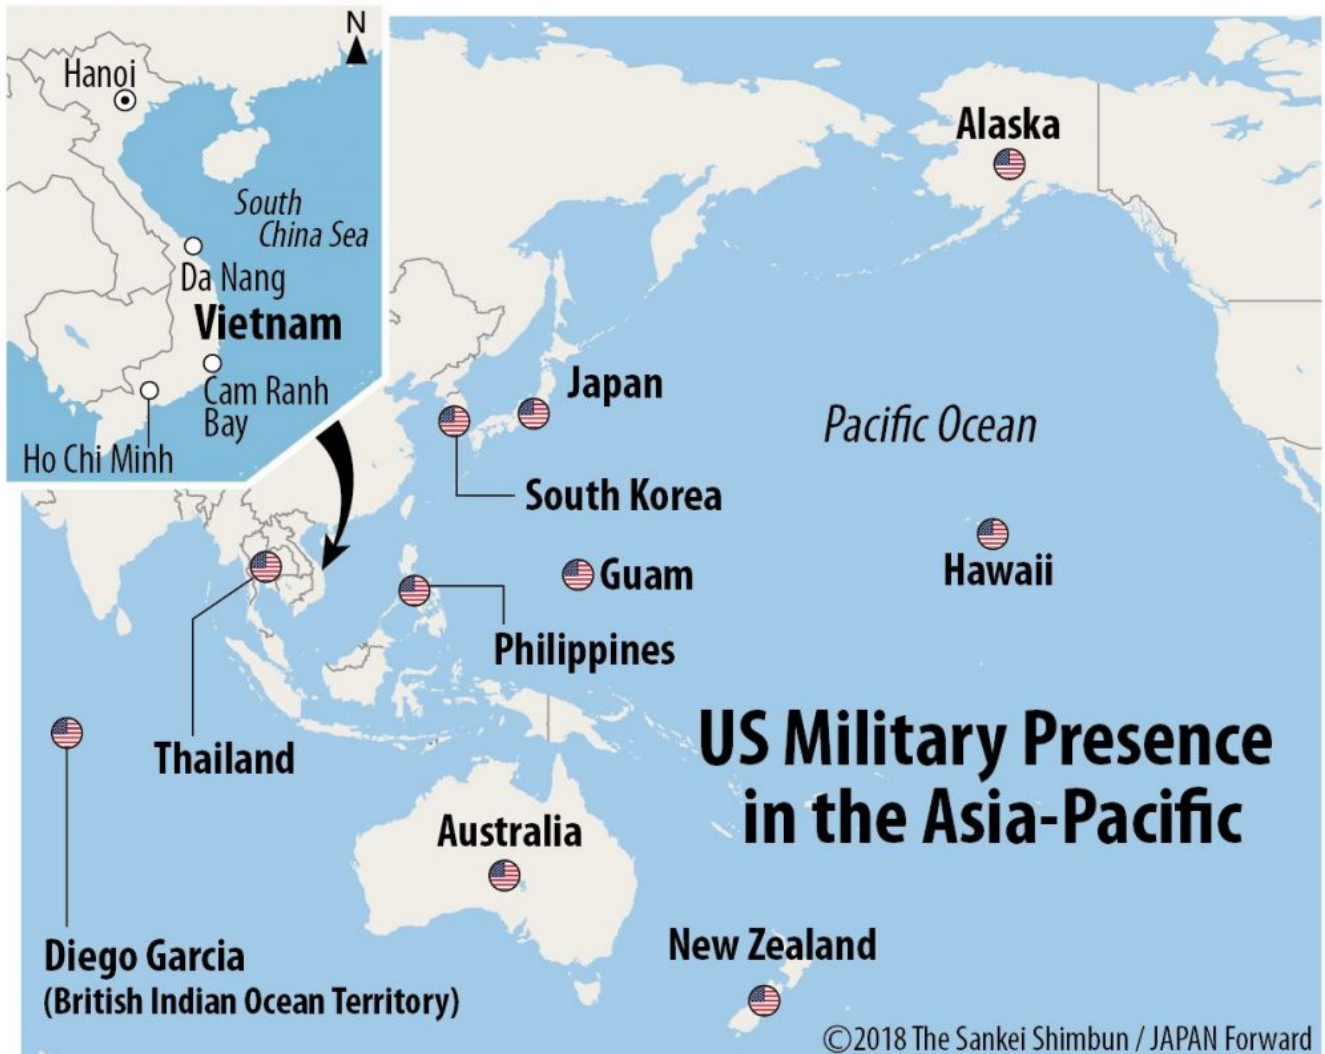 N
Hanoi
South
China Sea
Da Nang
Vietnam
Cam Ranh
Bay
Ho Chi Minh
Alaska
Japan
Pacific Ocean
South Korea
Guam
Hawaii
Philippines
Thailand
US Military Presence
in the Asia-Pacific
Australia
New Zealand
Diego Garcia
(British Indian Ocean Territory)
©2018 The Sankei Shimbun / JAPAN Forward